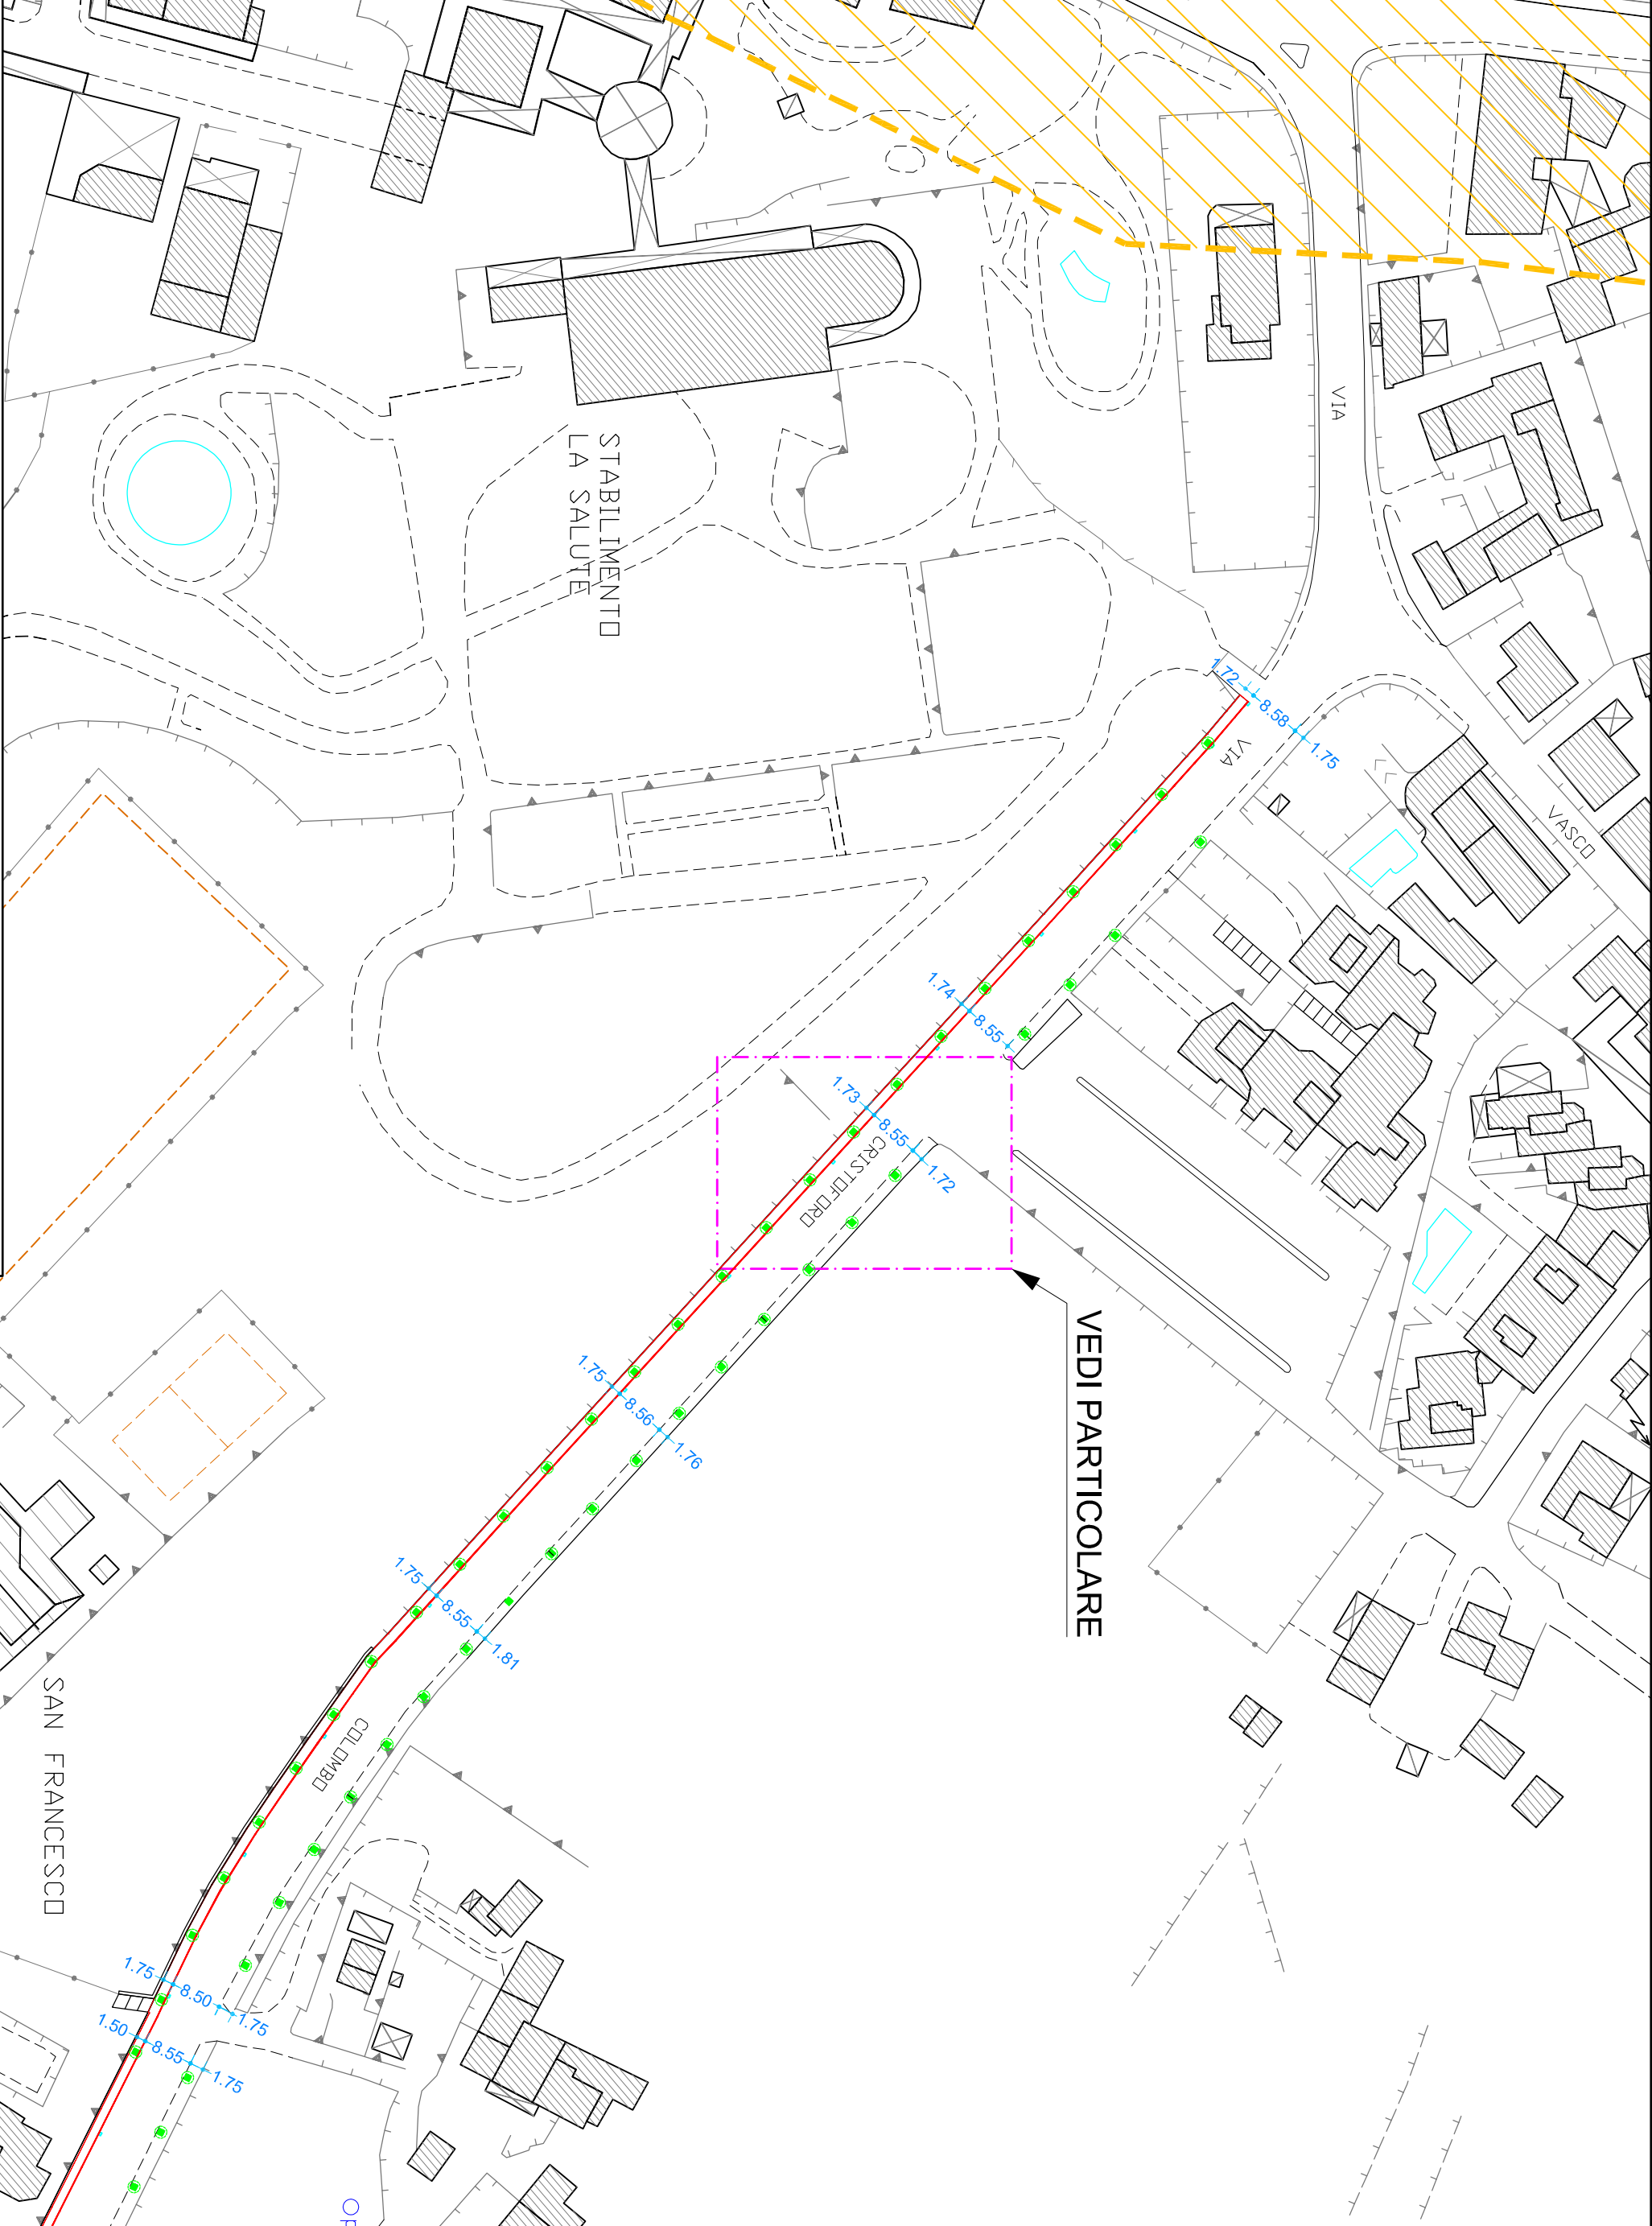 VIA
STABILIMENTO
LA SALUTE
1.72 8.58 1.75
VIA
VASCO
1.74 8.55
1.73 8.55 1.72
CRISTOFORO
VEDI PARTICOLARE
1.75 8.56 1.76
1.75 8.55 1.81
COLOMBO
SAN FRANCESCO
1.75 8.50 1.75
1.50 8.55 1.75